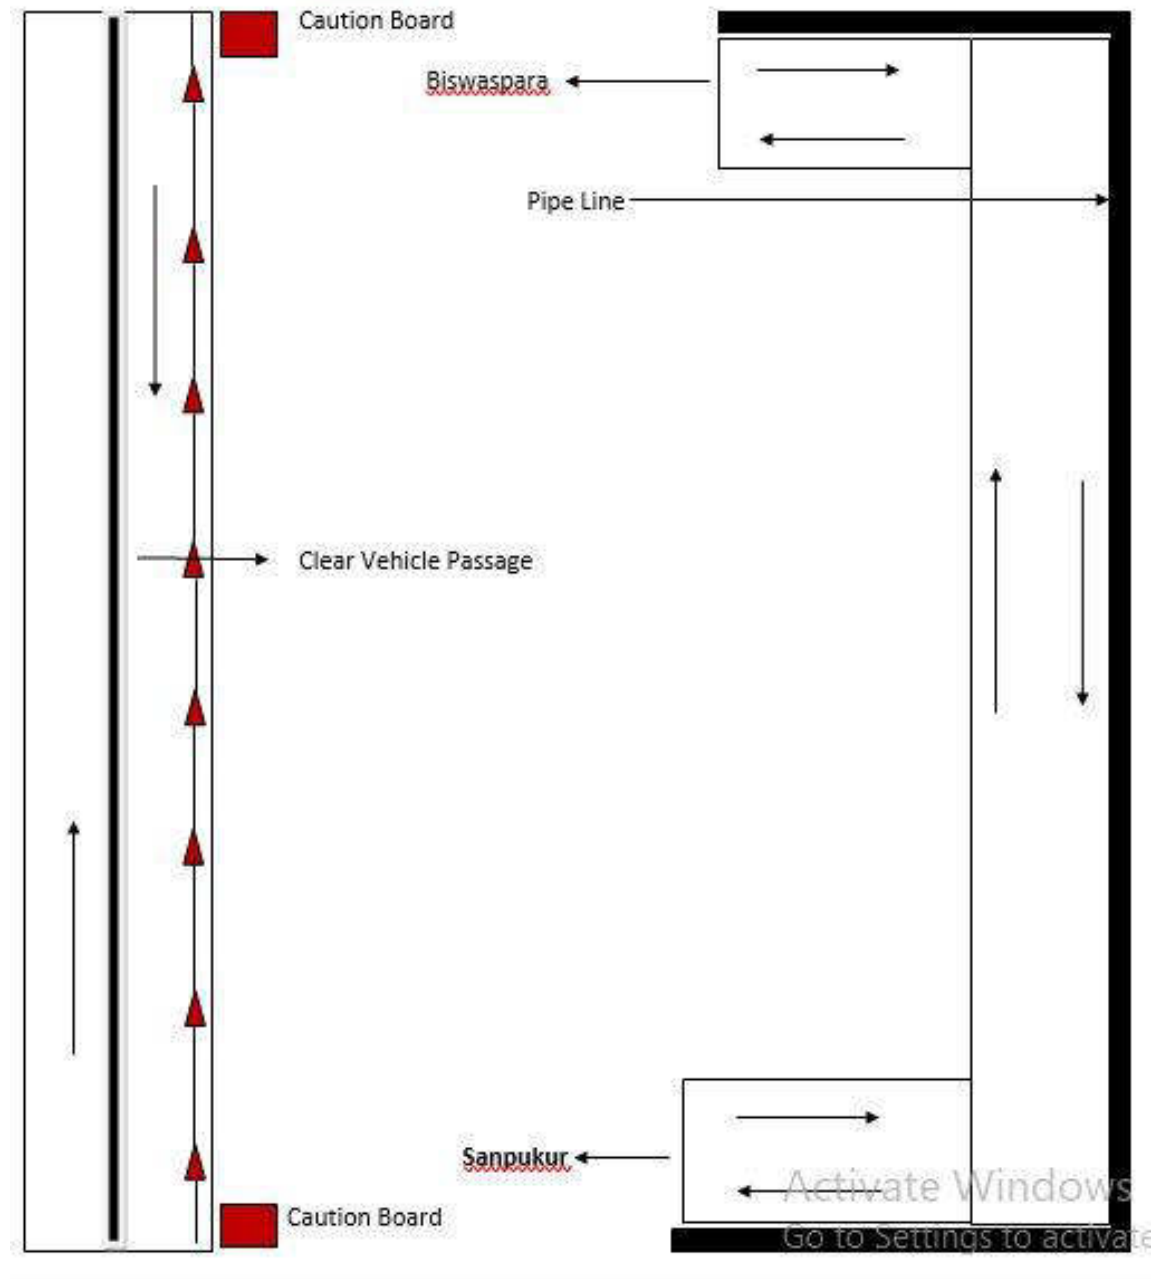 Caution Board
Biswaspara
Pipe Line
Clear Vehicle Passage
Sanpukur
Activate Windows
Caution Board
Go to Settings to activate